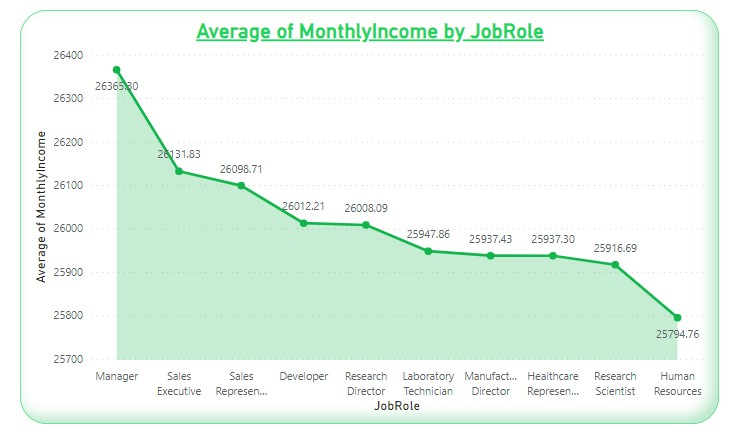 Average of MonthlyIncome by JobRole
26400
26300
26200
26100
26000
25900
25800
25700
Average of MonthlyIncome
26365.30
26131.83
26098.71
26012.21
26008.09
25947.86
25937.43
25937.30
25916.69
25794.76
Manager
Sales
Executive
Sales
Represen...
Developer
Research
Director
Laboratory
Technician
Manufact...
Director
Healthcare
Represen...
Research
Scientist
Human
Resources
JobRole